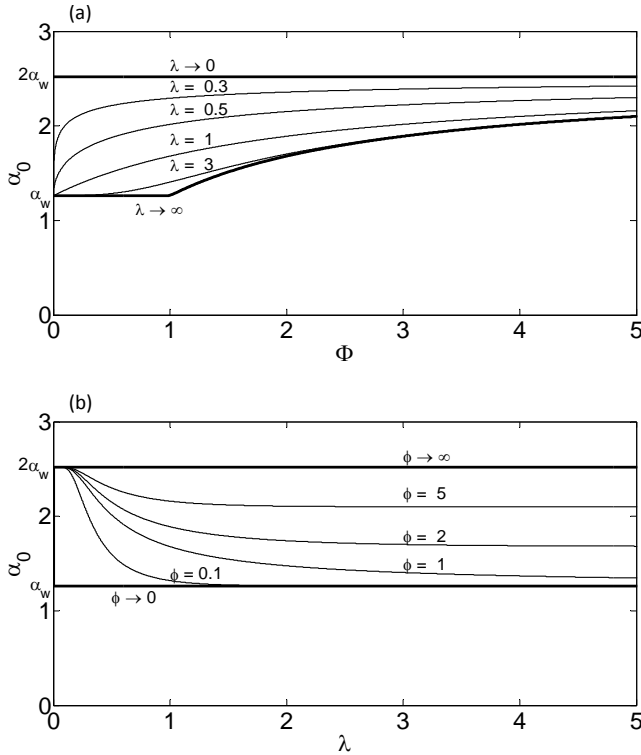 (a)
3
2α_w
2
α_w
1
0
α_0
λ → 0
λ = 0.3
λ = 0.5
λ = 1
λ = 3
λ → ∞
0 1 2 3 4 5
Φ
(b)
3
2α_w
2
α_w
1
0
α_0
ϕ → ∞
ϕ = 5
ϕ = 2
ϕ = 1
ϕ = 0.1
ϕ → 0
0 1 2 3 4 5
λ